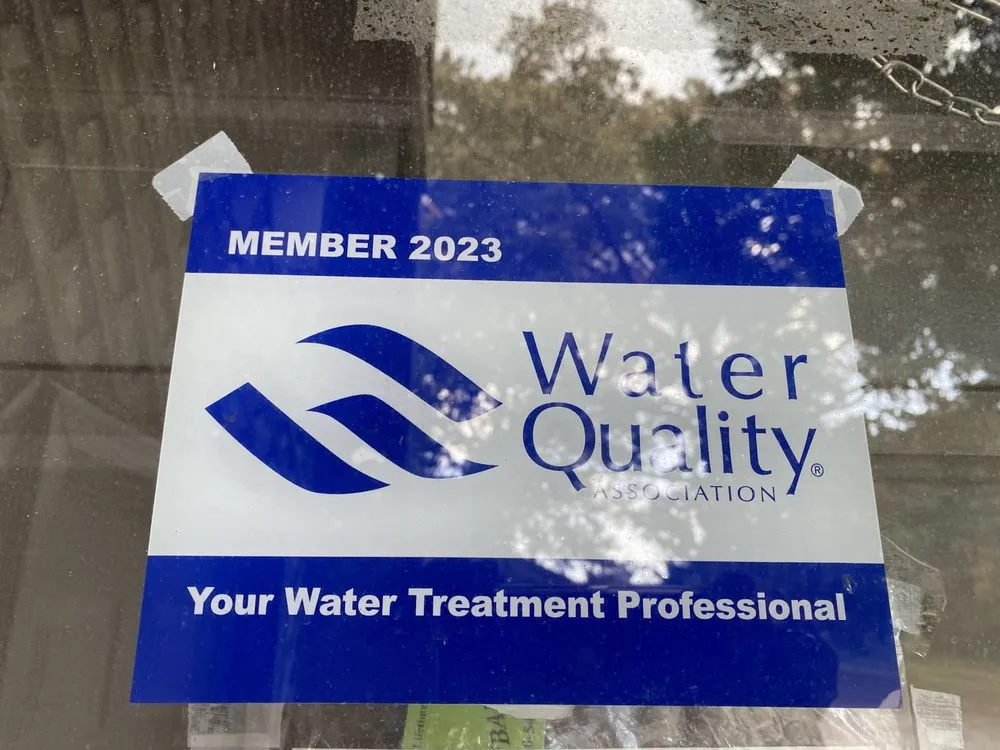 MEMBER 2023
Water
Quality®
ASSOCIATION
Your Water Treatment Professional